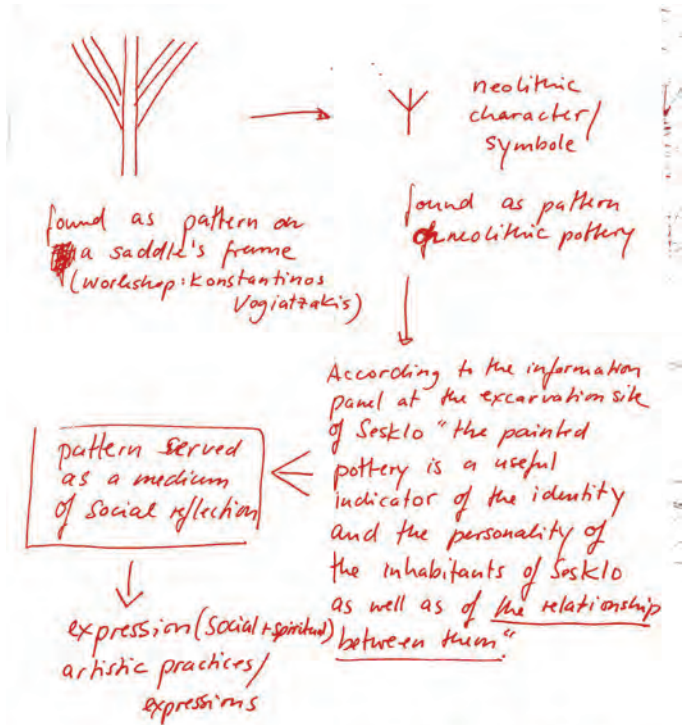 neolithic
character/
symbole
found as pattern on
a saddle's frame
(workshop: Konstantinos
Vogiatzakis)
found as pattern
on neolithic pottery
According to the information
panel at the excarvation site
of Sesklo "the painted
pottery is a useful
indicator of the identity
and the personality of
the inhabitants of Sesklo
as well as of the relationship
between them".
pattern served
as a medium
of social reflection
expression (social + spiritual)
artistic practices/
expressions